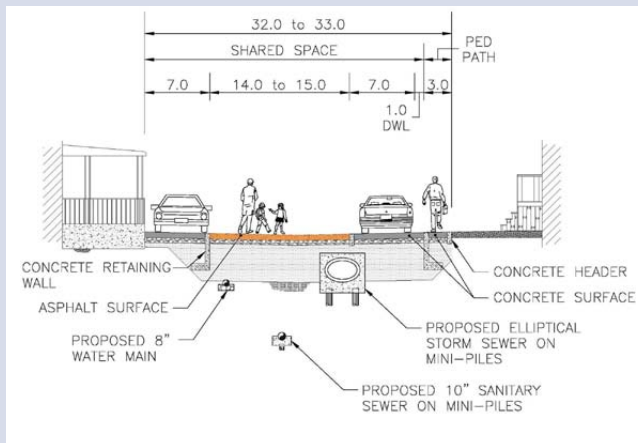 32.0 to 33.0
SHARED SPACE
PED
PATH
7.0
14.0 to 15.0
7.0
3.0
1.0
DWL
CONCRETE RETAINING
WALL
ASPHALT SURFACE
PROPOSED 8"
WATER MAIN
CONCRETE HEADER
CONCRETE SURFACE
PROPOSED ELLIPTICAL
STORM SEWER ON
MINI-PILES
PROPOSED 10" SANITARY
SEWER ON MINI-PILES